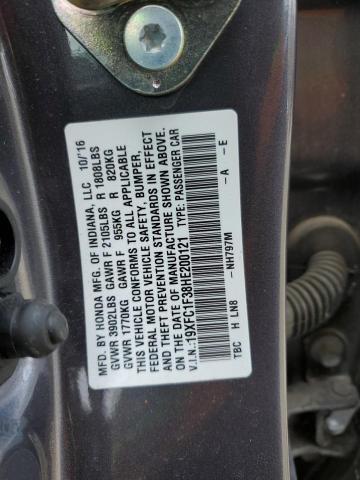 MFD. BY HONDA MFG. OF INDIANA, LLC 10/16
GVWR 3902LBS GAWR F 2105LBS R 1808LBS
GVWR 1770KG GAWR F 955KG R 820KG
THIS VEHICLE CONFORMS TO ALL APPLICABLE
FEDERAL MOTOR VEHICLE SAFETY, BUMPER,
AND THEFT PREVENTION STANDARDS IN EFFECT
ON THE DATE OF MANUFACTURE SHOWN ABOVE.
V.I.N.:19XFC1F38HE200121 TYPE: PASSENGER CAR
-NH797M -A -E
TBC H LN8